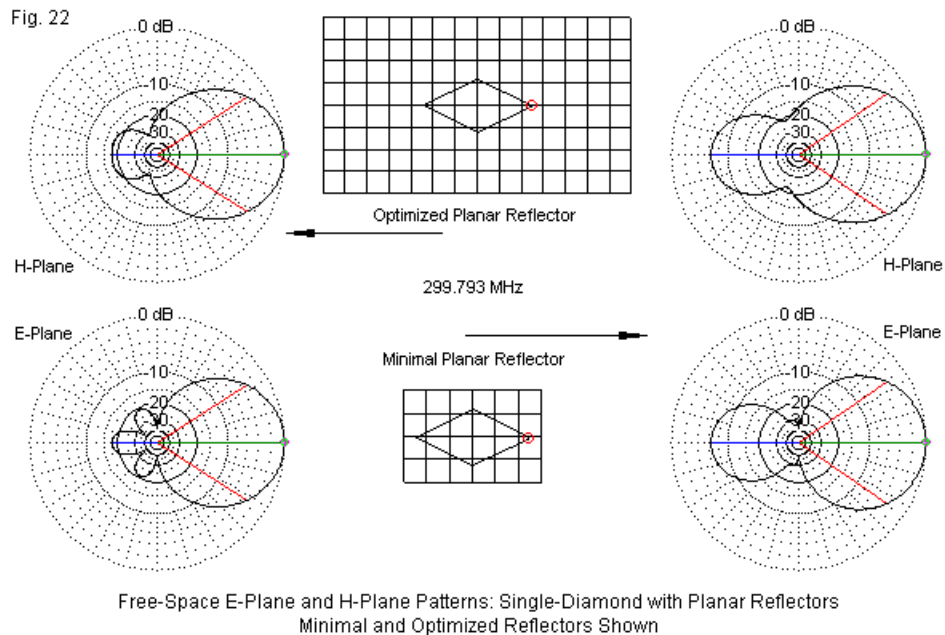 Fig. 22
0 dB
-10
20
30
H-Plane
Optimized Planar Reflector
0 dB
-10
20
30
H-Plane
299.793 MHz
0 dB
-10
20
30
E-Plane
Minimal Planar Reflector
0 dB
-10
20
30
E-Plane
Free-Space E-Plane and H-Plane Patterns: Single-Diamond with Planar Reflectors
Minimal and Optimized Reflectors Shown